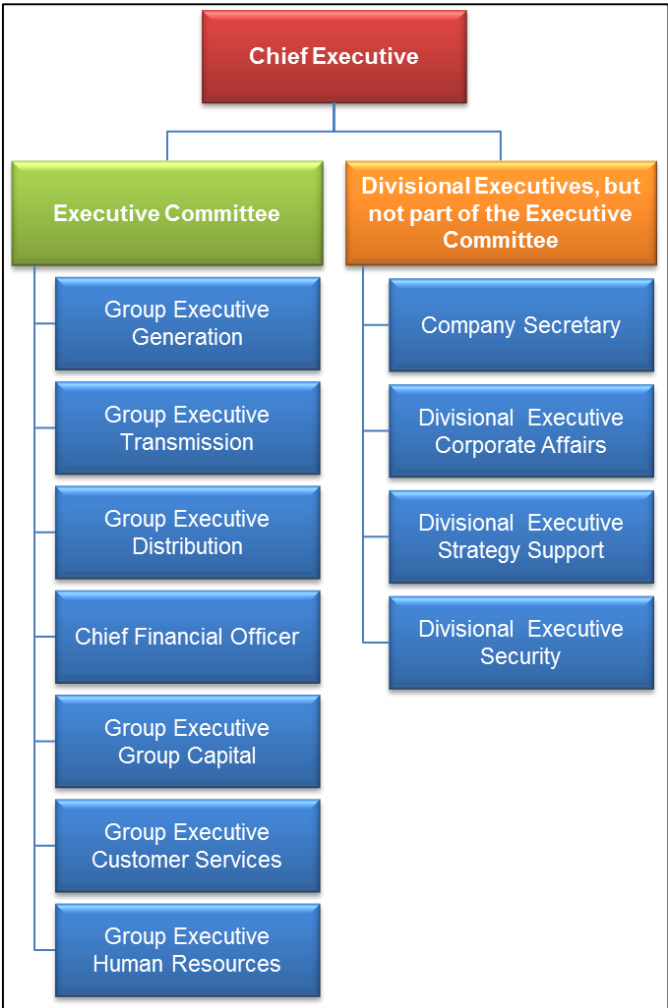 Chief Executive
Executive Committee
Group Executive
Generation
Group Executive
Transmission
Group Executive
Distribution
Chief Financial Officer
Group Executive
Group Capital
Group Executive
Customer Services
Group Executive
Human Resources
Divisional Executives, but
not part of the Executive
Committee
Company Secretary
Divisional Executive
Corporate Affairs
Divisional Executive
Strategy Support
Divisional Executive
Security